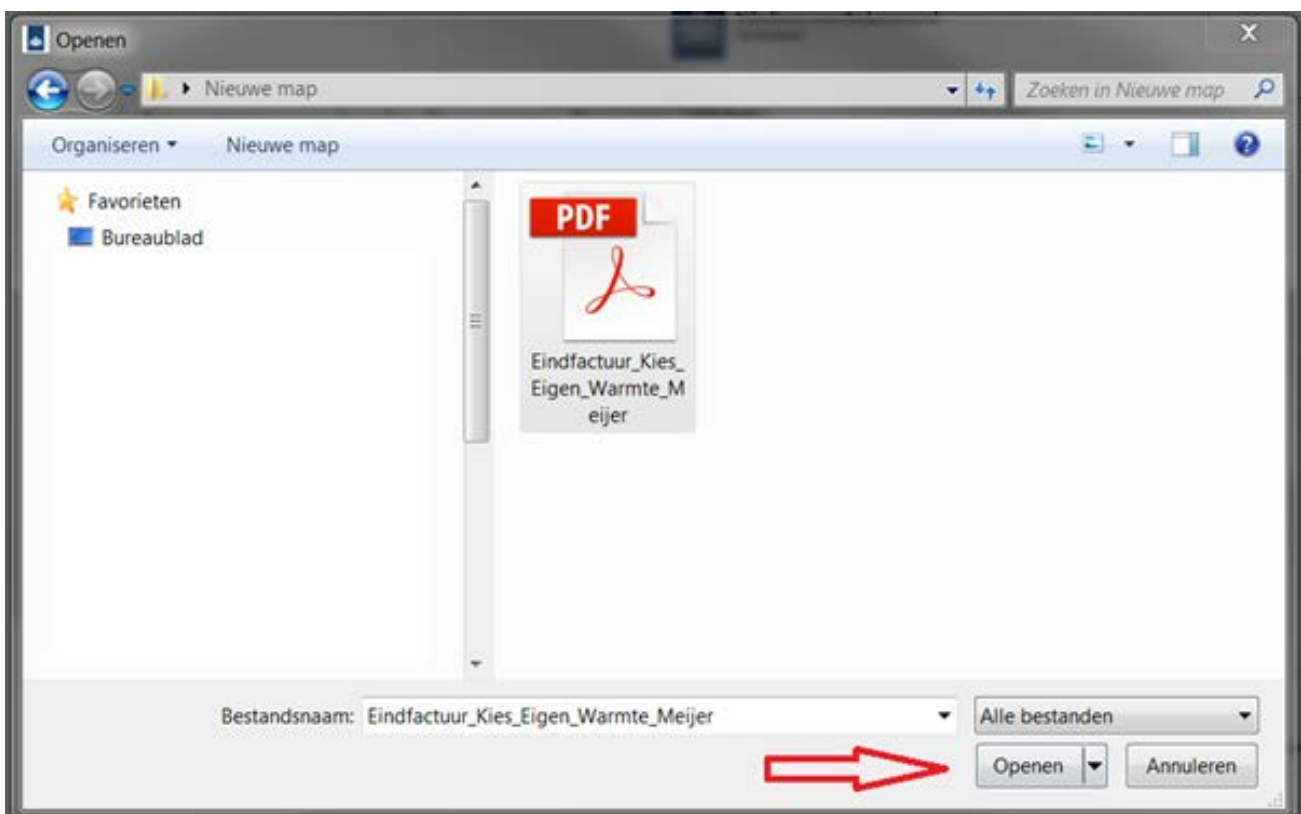 Openen
Nieuwe map
Zoeken in Nieuwe map
Organiseren
Nieuwe map
Favorieten
Bureaublad
PDF
Eindfactuur_Kies_
Eigen_Warmte_M
eijer
Bestandsnaam: Eindfactuur_Kies_Eigen_Warmte_Meijer
Alle bestanden
Openen
Annuleren